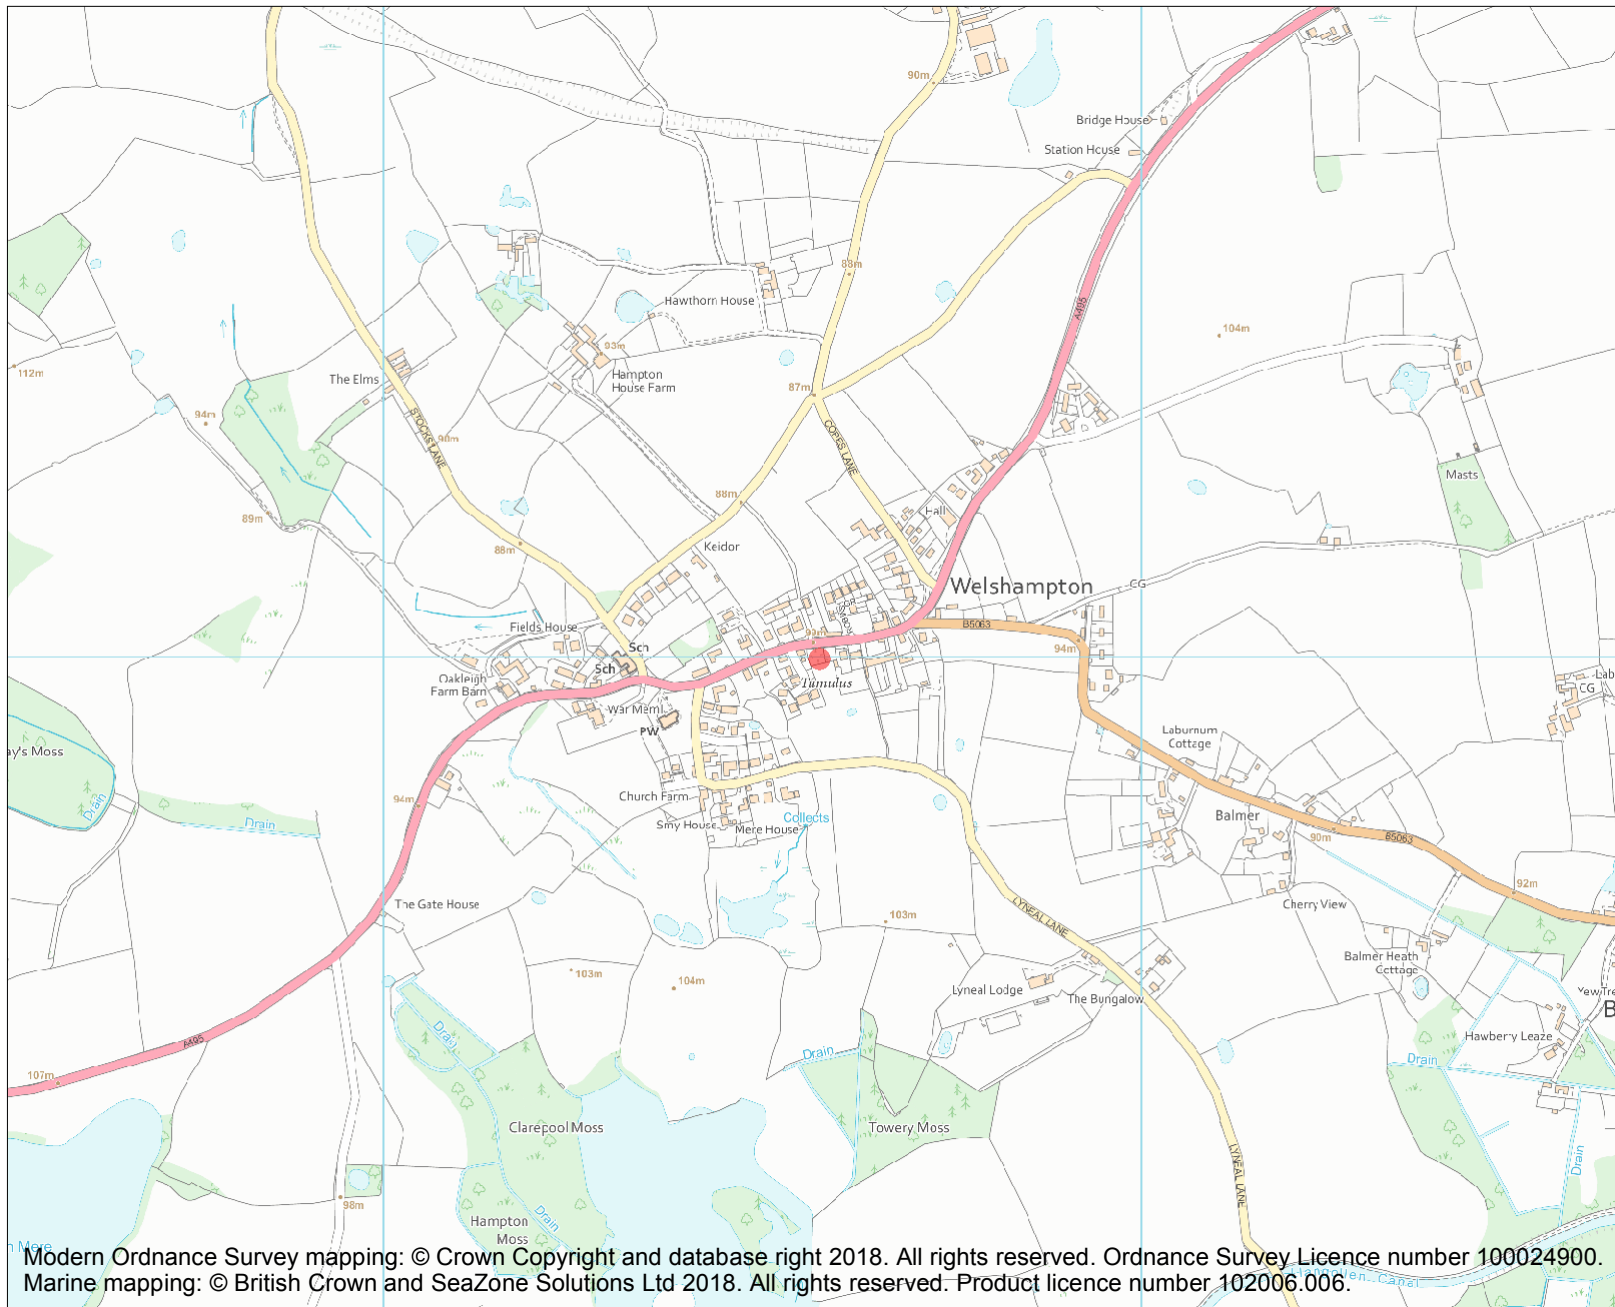 90m
Bridge House
Station House
88m
Hawthorn House
A495
104m
93m
112m
The Elms
Hampton
House Farm
87m
94m
STOCKS LANE
90m
COPES LANE
Masts
88m
Hall
89m
Keidor
88m
Welshampton
CG
B5063
Fields House
Sch
Sch
94m
Oakleigh
Farm Barn
Tumulus
CG
War Meml
PW
Laburnum
Cottage
94m
Church Farm
Balmer
Drain
Drain
Smy House
Mere House
Collects
90m
B5063
92m
The Gate House
103m
LYNEAL LANE
Cherry View
103m
104m
Lyneal Lodge
The Bungalow
Balmer Heath
Cottage
Drain
A495
Drain
Hawberry Leaze
Drain
107m
Clarepool Moss
Towery Moss
LYNEAL LANE
Drain
98m
Hampton
Moss
Drain
Modern Ordnance Survey mapping: © Crown Copyright and database right 2018. All rights reserved. Ordnance Survey Licence number 100024900.
Marine mapping: © British Crown and SeaZone Solutions Ltd 2018. All rights reserved. Product licence number 102006.006.
Llangollen Canal